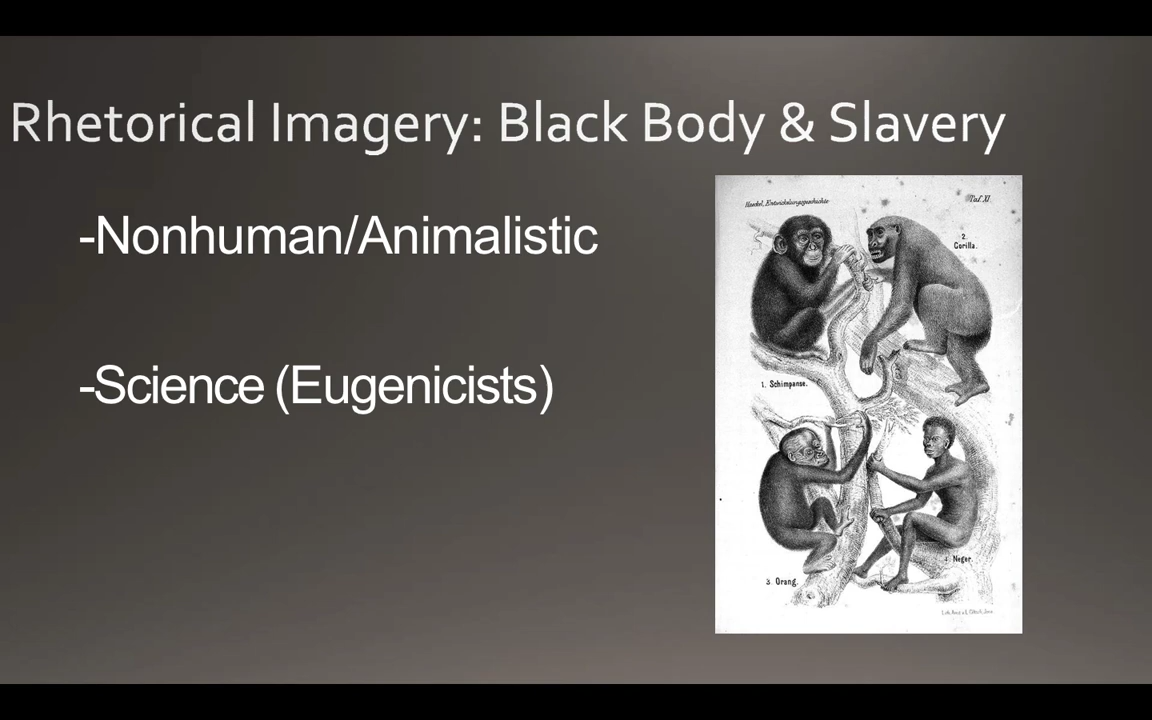 Rhetorical Imagery: Black Body & Slavery
-Nonhuman/Animalistic
-Science (Eugenicists)
Haeckel, Entwickelungsgeschichte
Taf. XI.
2.
Gorilla.
1. Schimpanse.
3. Orang.
4. Neger.